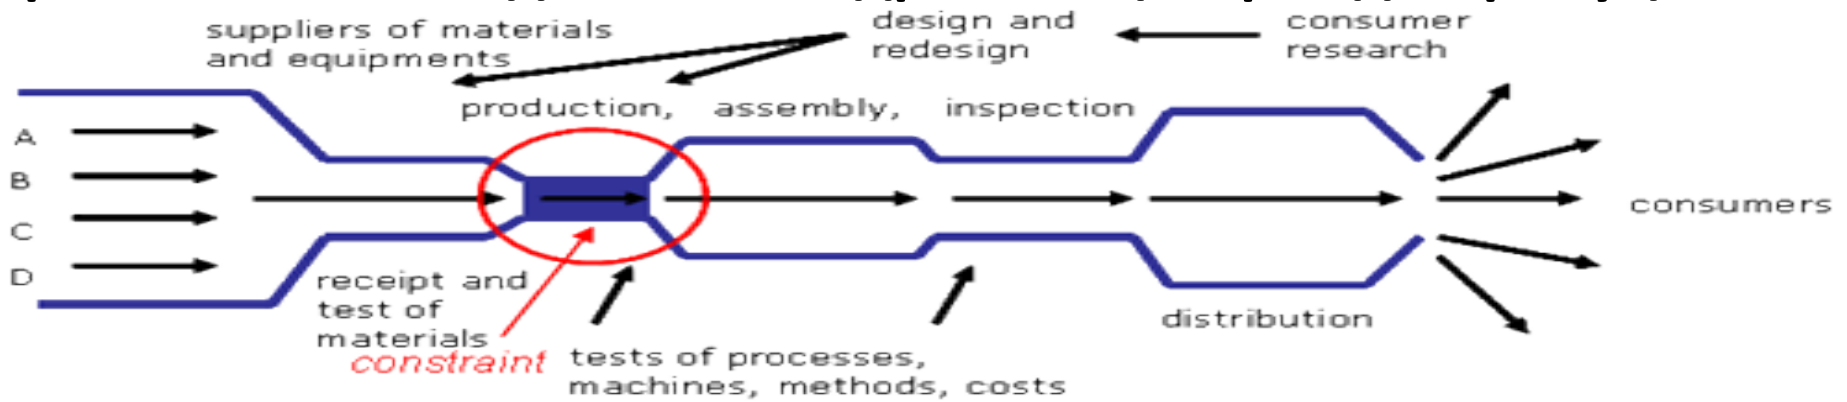 suppliers of materials
and equipments
design and
redesign
consumer
research
production, assembly, inspection
A
B
C
D
consumers
receipt and
test of
materials
constraint
tests of processes,
machines, methods, costs
distribution